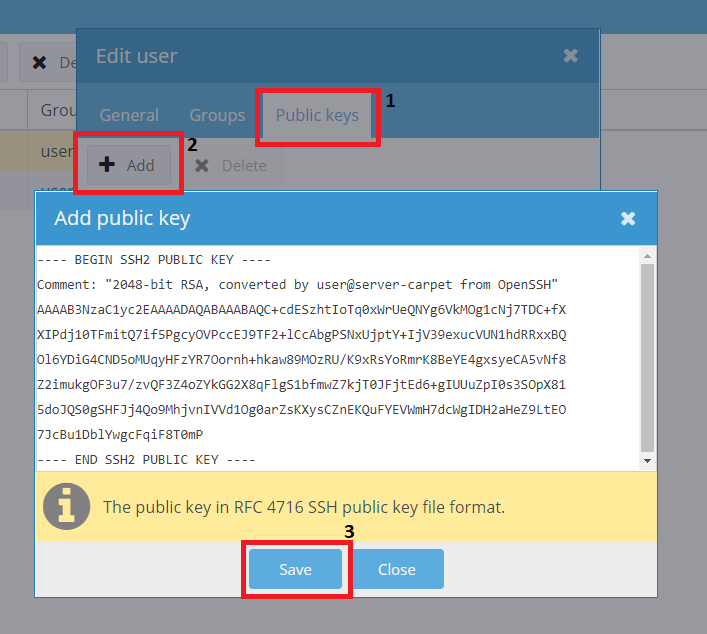 Edit user
De
Grou
General Groups Public keys 1
user
2
Add Delete
user
Add public key
---- BEGIN SSH2 PUBLIC KEY ----
Comment: "2048-bit RSA, converted by user@server-carpet from OpenSSH"
AAAAB3NzaC1yc2EAAAADAQABAAABAQC+cdESzhtIoTq0xWrUeQNYg6VkMOg1cNj7TDC+fX
XIPdj10TFmitQ7if5PgcyOVPccEJ9TF2+lCcAbgPSNxUjptY+IjV39exucVUN1hdRRxxBQ
Ol6YDiG4CND5oMUqyHFzYR7Oornh+hkaw89MOzRU/K9xRsYoRmrK8BeYE4gxsyeCA5vNf8
Z2imukgOF3u7/zvQF3Z4oZYkGG2X8qFlgS1bfmwZ7kjT0JFjtEd6+gIUUuZpI0s3SOpX81
5doJQS0gSHFJj4Qo9MhjvnIVVd1Og0arZsKXysCZnEKQuFYEVWmH7dcWgIDH2aHeZ9LtEO
7JcBu1DblYwgcFqiF8T0mP
---- END SSH2 PUBLIC KEY ----
The public key in RFC 4716 SSH public key file format.
3
Save Close